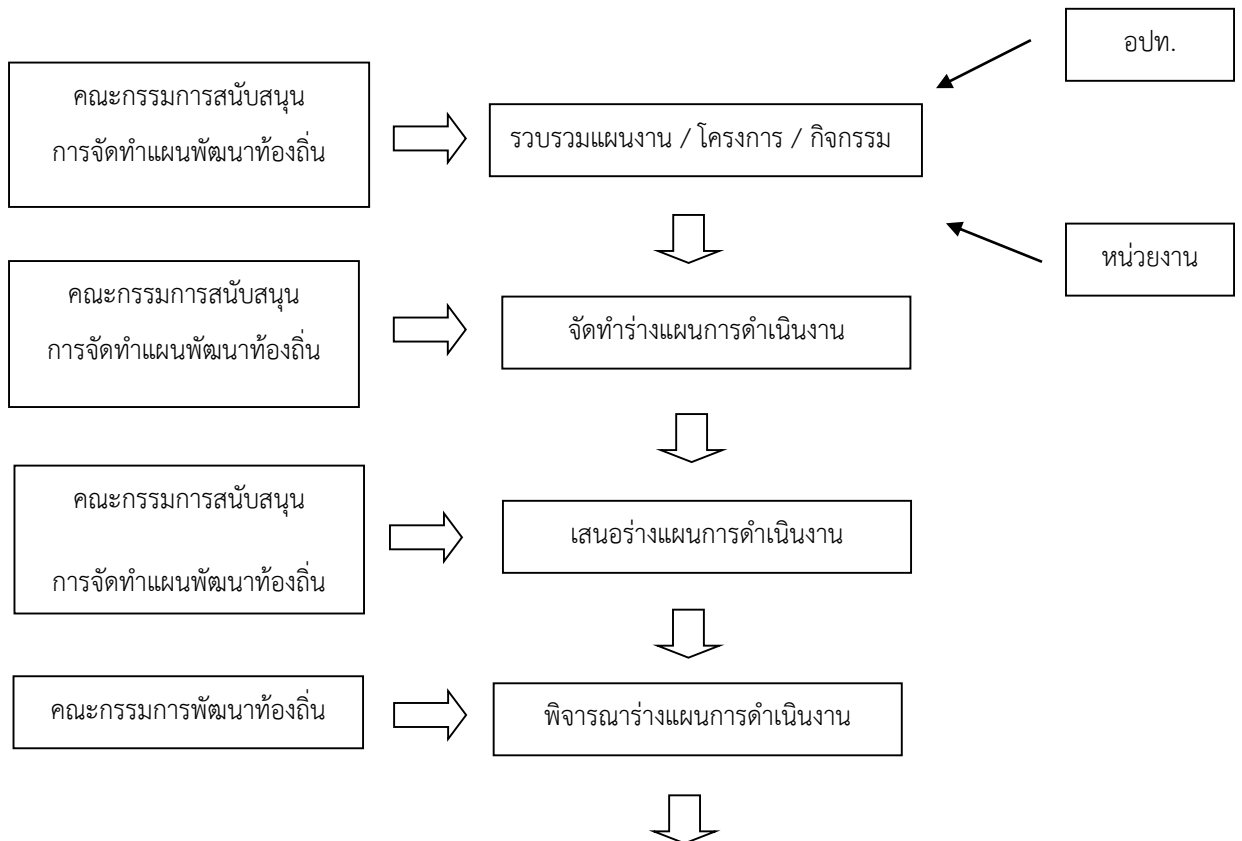 อปท.
คณะกรรมการสนับสนุน
การจัดทำแผนพัฒนาท้องถิ่น
รวบรวมแผนงาน / โครงการ / กิจกรรม
หน่วยงาน
คณะกรรมการสนับสนุน
การจัดทำแผนพัฒนาท้องถิ่น
จัดทำร่างแผนการดำเนินงาน
คณะกรรมการสนับสนุน
การจัดทำแผนพัฒนาท้องถิ่น
เสนอร่างแผนการดำเนินงาน
คณะกรรมการพัฒนาท้องถิ่น
พิจารณาร่างแผนการดำเนินงาน